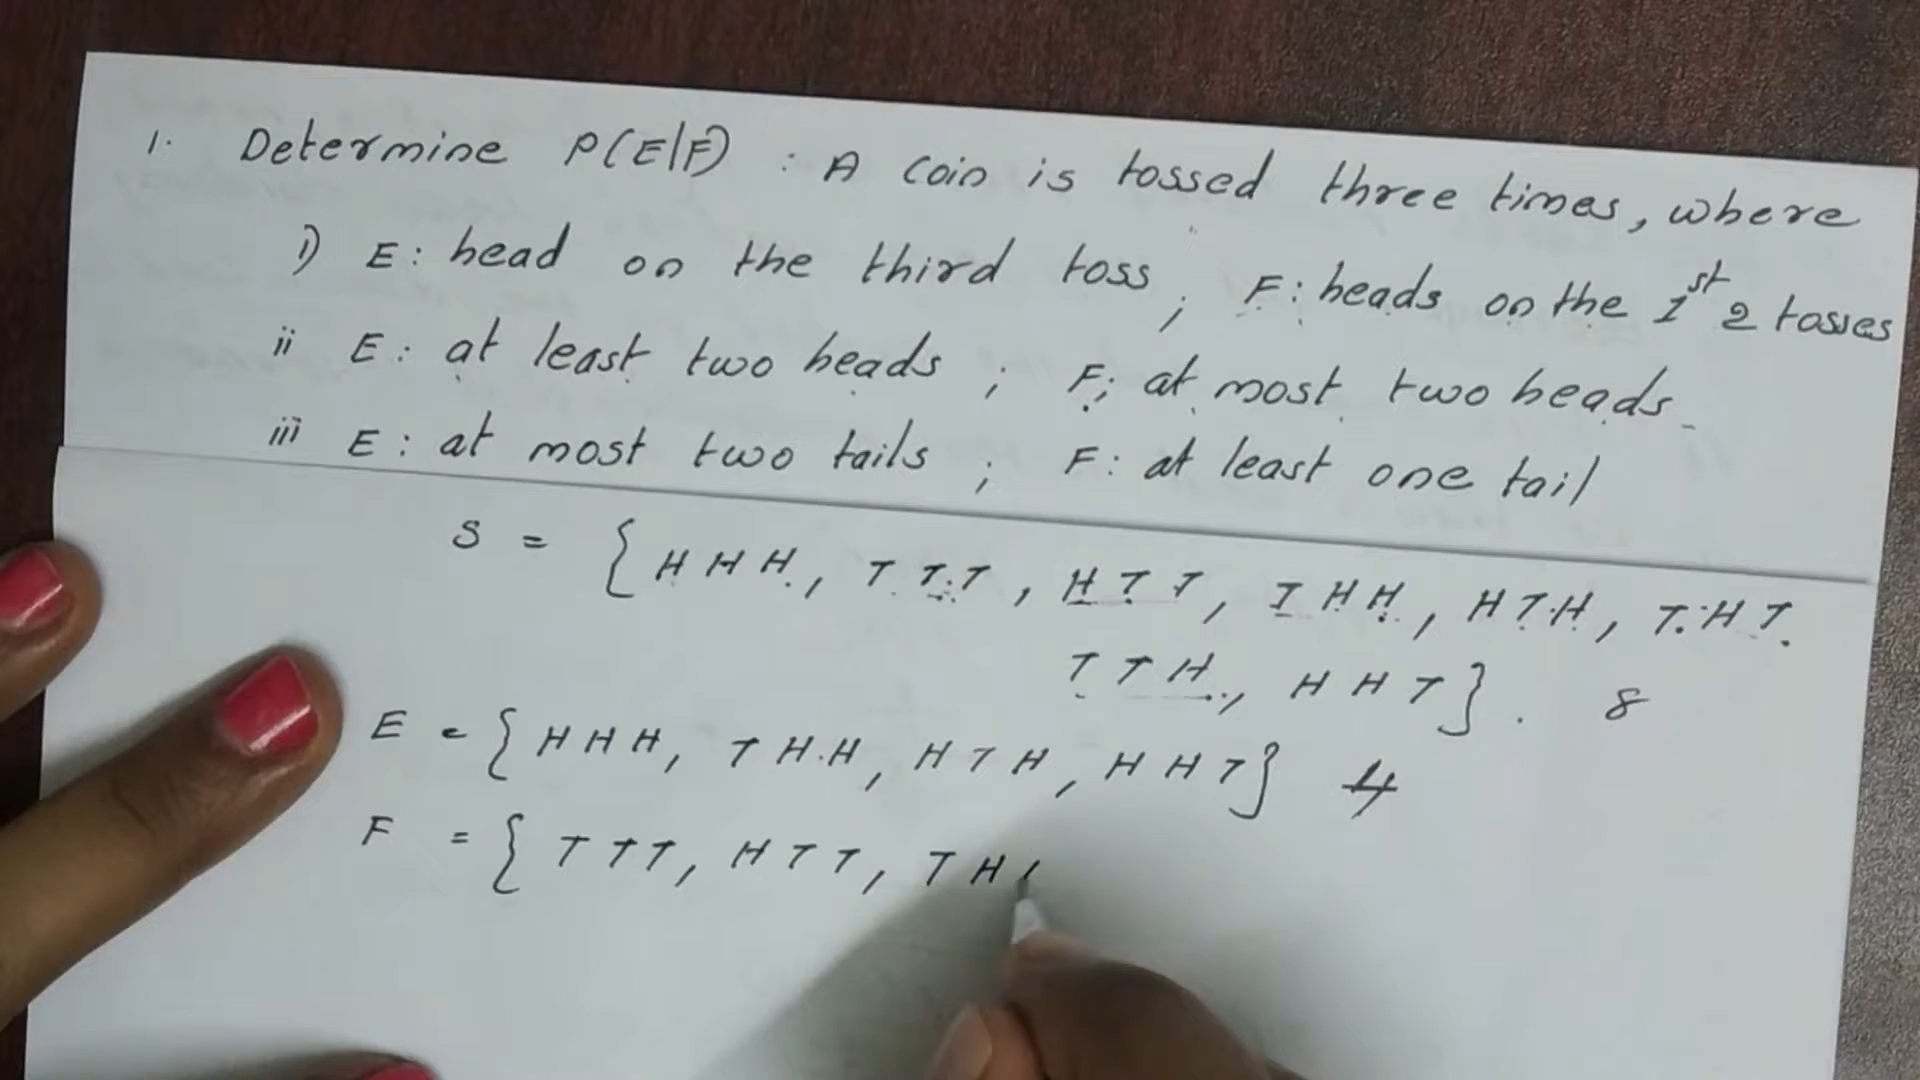 1. Determine P(E|F) : A coin is tossed three times, where
i) E: head on the third toss ; F: heads on the 1st 2 tosses
ii E: at least two heads ; F: at most two heads
iii E: at most two tails ; F: at least one tail
S = {HHH, TTT, HTT, THH, HTH, THT.
TTH, HHT}. 8
E = {HHH, THH, HTH, HHT} 4
F = {TTT, HTT, TH